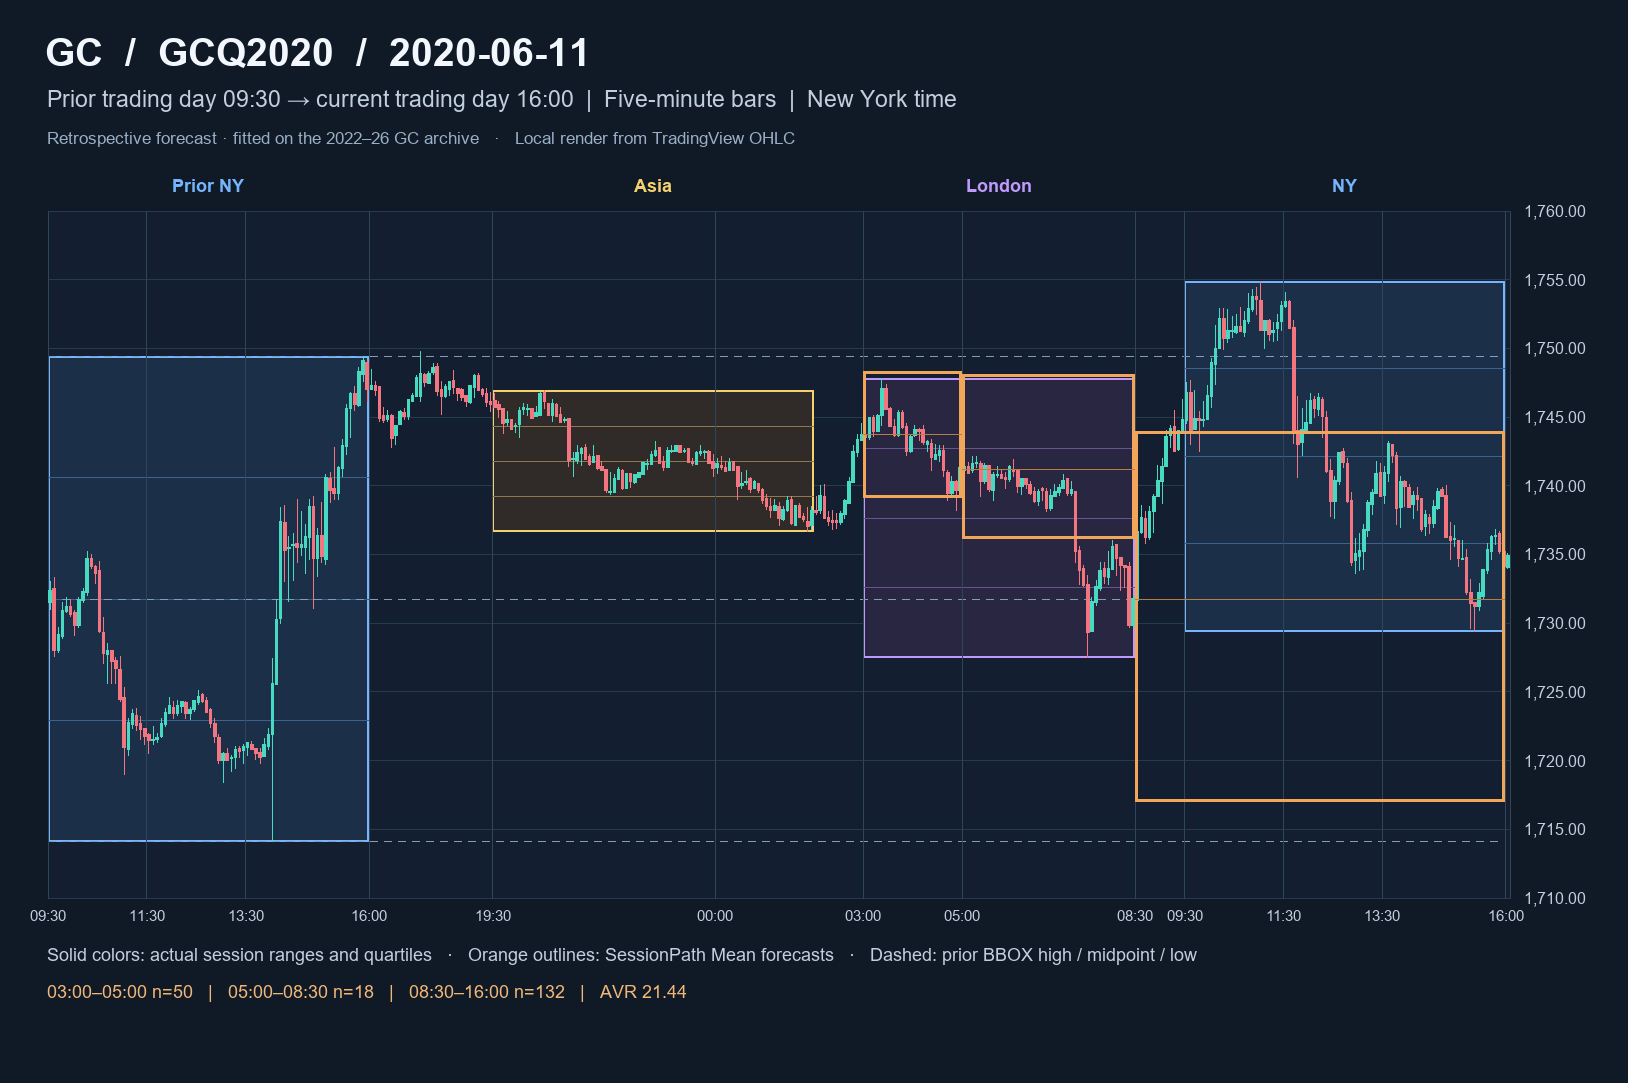 GC / GCQ2020 / 2020-06-11
Prior trading day 09:30 → current trading day 16:00 | Five-minute bars | New York time
Retrospective forecast · fitted on the 2022–26 GC archive · Local render from TradingView OHLC
Prior NY Asia London NY
1,760.00
1,755.00
1,750.00
1,745.00
1,740.00
1,735.00
1,730.00
1,725.00
1,720.00
1,715.00
1,710.00
09:30 11:30 13:30 16:00 19:30 00:00 03:00 05:00 08:30 09:30 11:30 13:30 16:00
Solid colors: actual session ranges and quartiles · Orange outlines: SessionPath Mean forecasts · Dashed: prior BBOX high / midpoint / low
03:00–05:00 n=50 | 05:00–08:30 n=18 | 08:30–16:00 n=132 | AVR 21.44